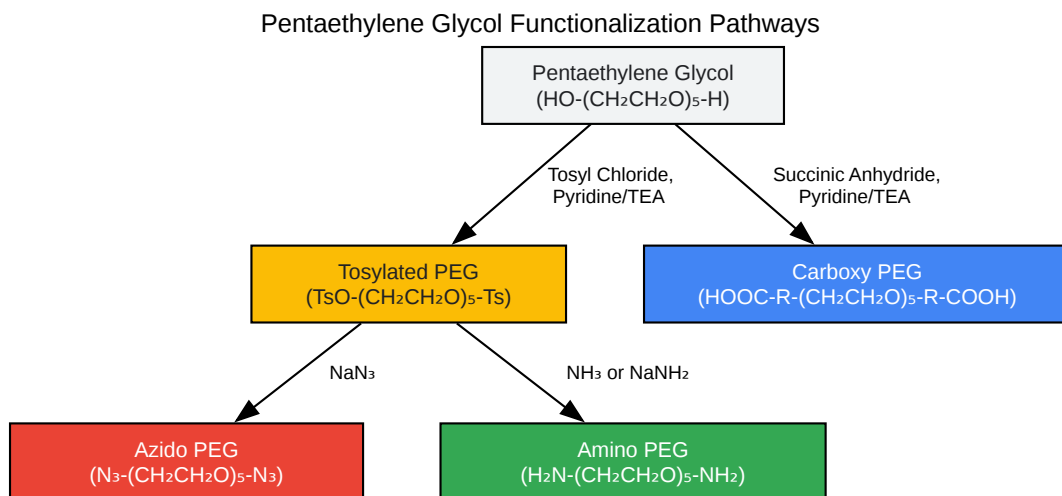 Pentaethylene Glycol Functionalization Pathways
Pentaethylene Glycol
(HO-(CH₂CH₂O)₅-H)
Tosyl Chloride,
Pyridine/TEA
Succinic Anhydride,
Pyridine/TEA
Tosylated PEG
(TsO-(CH₂CH₂O)₅-Ts)
Carboxy PEG
(HOOC-R-(CH₂CH₂O)₅-R-COOH)
NaN₃
NH₃ or NaNH₂
Azido PEG
(N₃-(CH₂CH₂O)₅-N₃)
Amino PEG
(H₂N-(CH₂CH₂O)₅-NH₂)